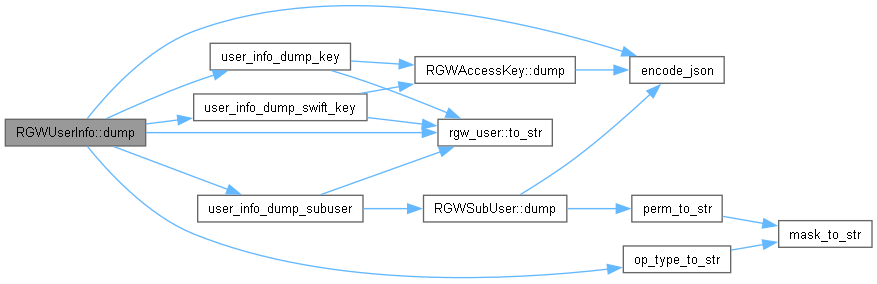 RGWUserInfo::dump
user_info_dump_key
user_info_dump_swift_key
user_info_dump_subuser
RGWAccessKey::dump
rgw_user::to_str
RGWSubUser::dump
encode_json
perm_to_str
op_type_to_str
mask_to_str